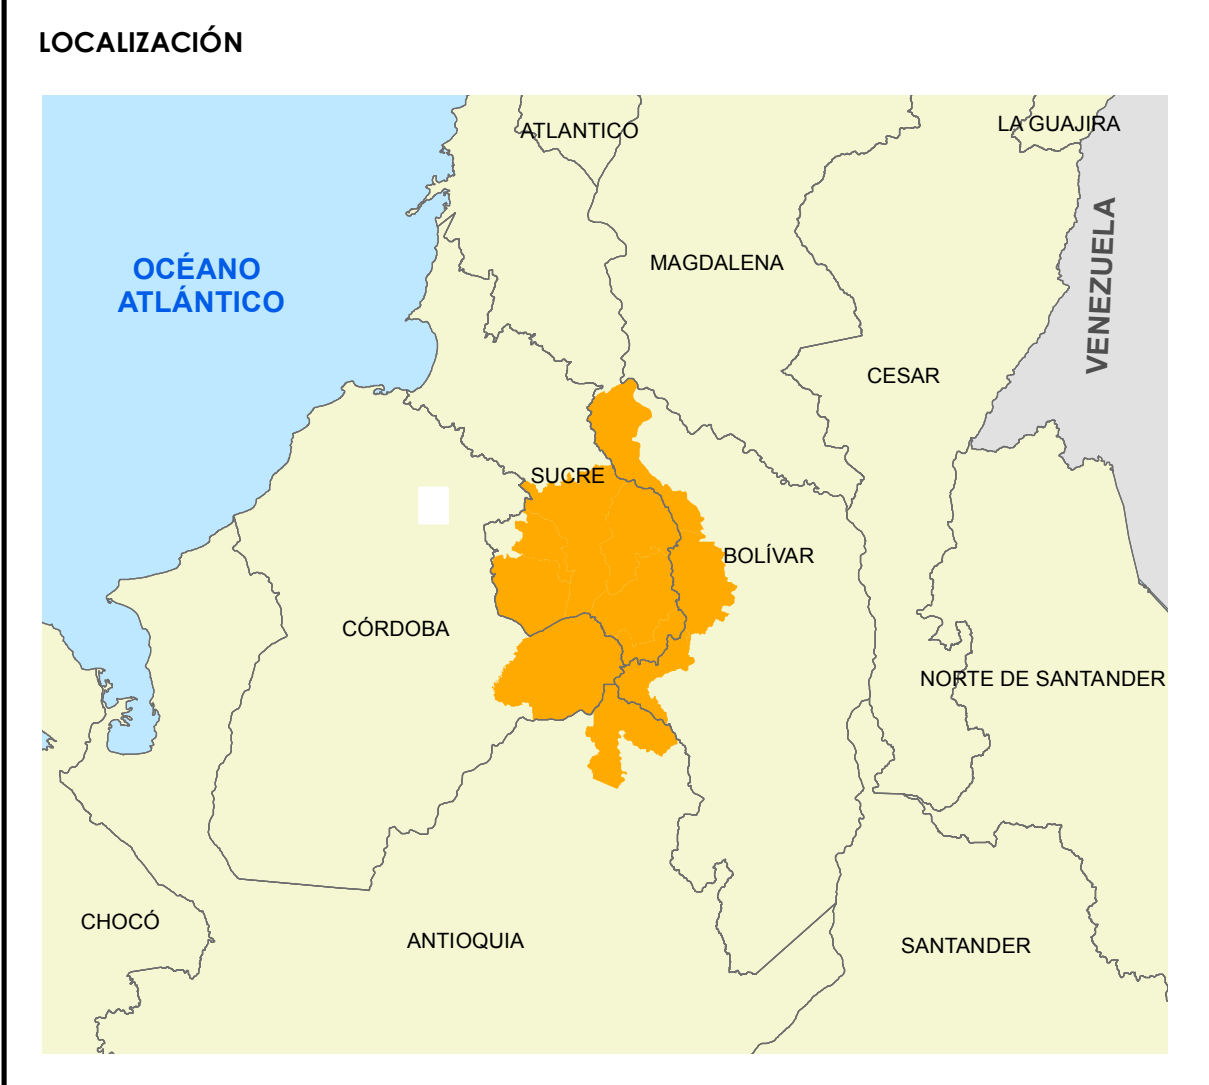 LOCALIZACIÓN
ATLANTICO
LA GUAJIRA
VENEZUELA
OCÉANO
ATLÁNTICO
MAGDALENA
CESAR
SUCRE
BOLÍVAR
CÓRDOBA
NORTE DE SANTANDER
CHOCÓ
ANTIOQUIA
SANTANDER